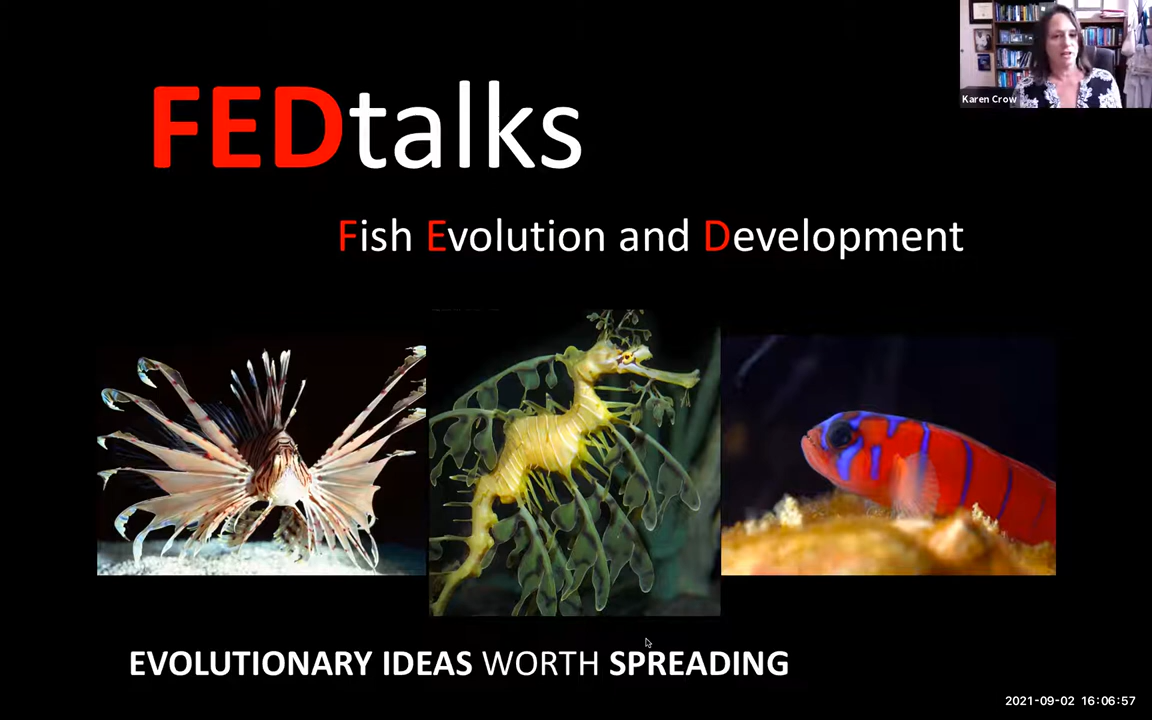 Karen Crow
FEDtalks
Fish Evolution and Development
EVOLUTIONARY IDEAS WORTH SPREADING
2021-09-02 16:06:57